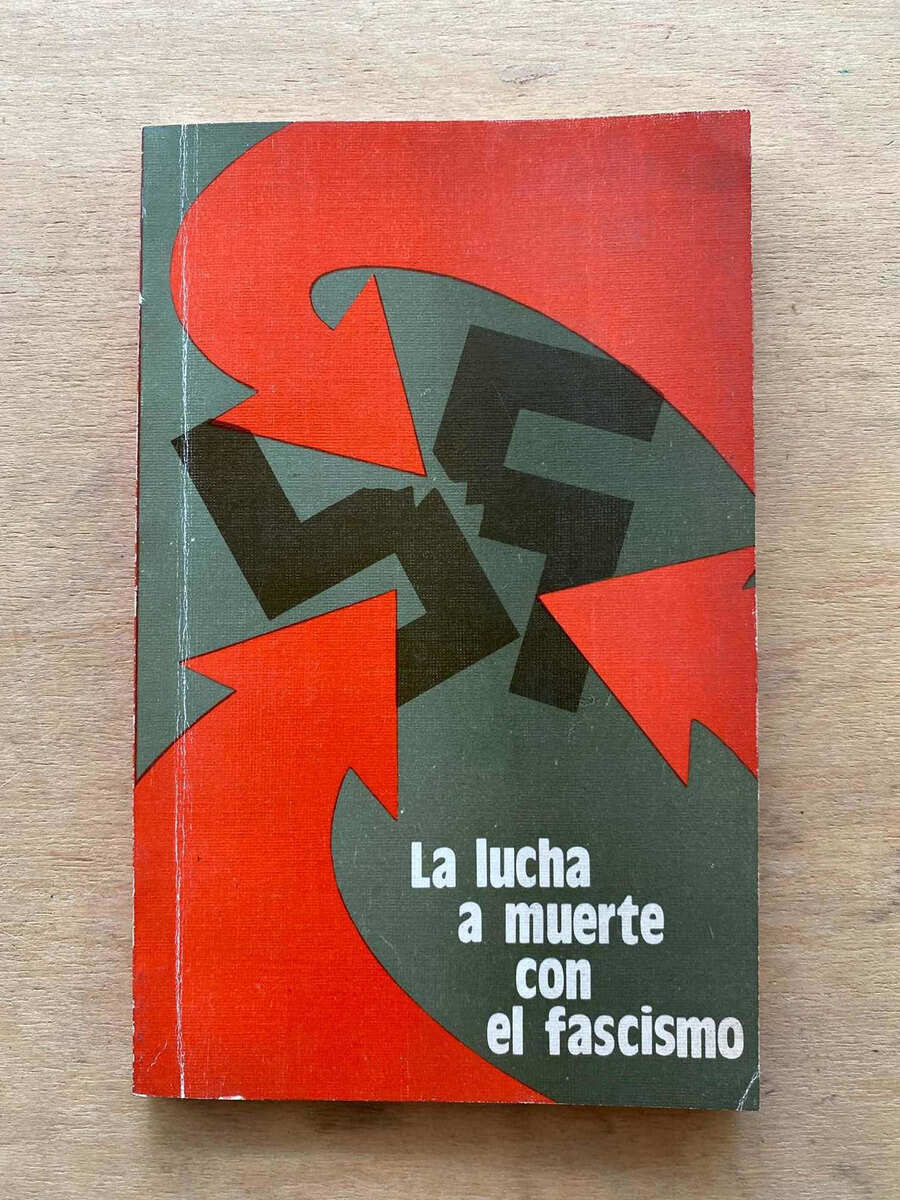 La lucha
a muerte
con
el fascismo